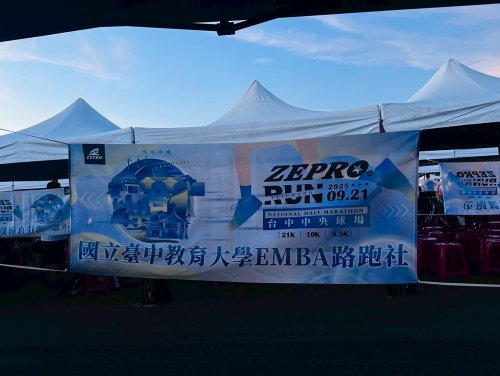 ZEPRO
ZEPRO
RUN 2025 09.21
NATIONAL HALF MARATHON
台中中央球場
21K 10K 3.5K
國立臺中教育大學EMBA路跑社